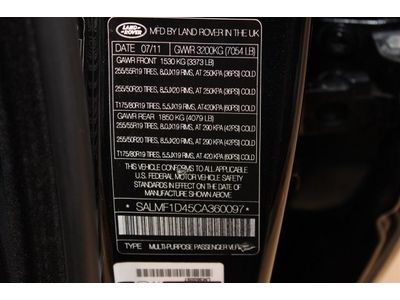 LAND ROVER
MFD BY LAND ROVER IN THE UK
DATE 07/11 GVWR 3200KG (7054 LB)
GAWR FRONT 1530 KG (3373 LB)
255/55R19 TIRES, 8.0JX19 RIMS, AT 250KPA (36PSI) COLD
255/50R20 TIRES, 8.5JX20 RIMS, AT 250KPA (36PSI) COLD
T175/80R19 TIRES, 5.5JX19 RIMS, AT420KPA (60PSI) COLD
GAWR REAR 1850 KG (4079 LB)
255/55R19 TIRES, 8.0JX19 RIMS, AT 290 KPA (42PSI) COLD
255/50R20 TIRES, 8.5JX20 RIMS, AT 290 KPA (42PSI) COLD
T175/80R19 TIRES, 5.5JX19 RIMS, AT 420 KPA (60PSI) COLD
THIS VEHICLE CONFORMS TO ALL APPLICABLE
U.S. FEDERAL MOTOR VEHICLE SAFETY
STANDARDS IN EFFECT ON THE DATE OF
MANUFACTURE SHOWN ABOVE
*SALMF1D45CA360097*
TYPE MULTI-PURPOSE PASSENGER